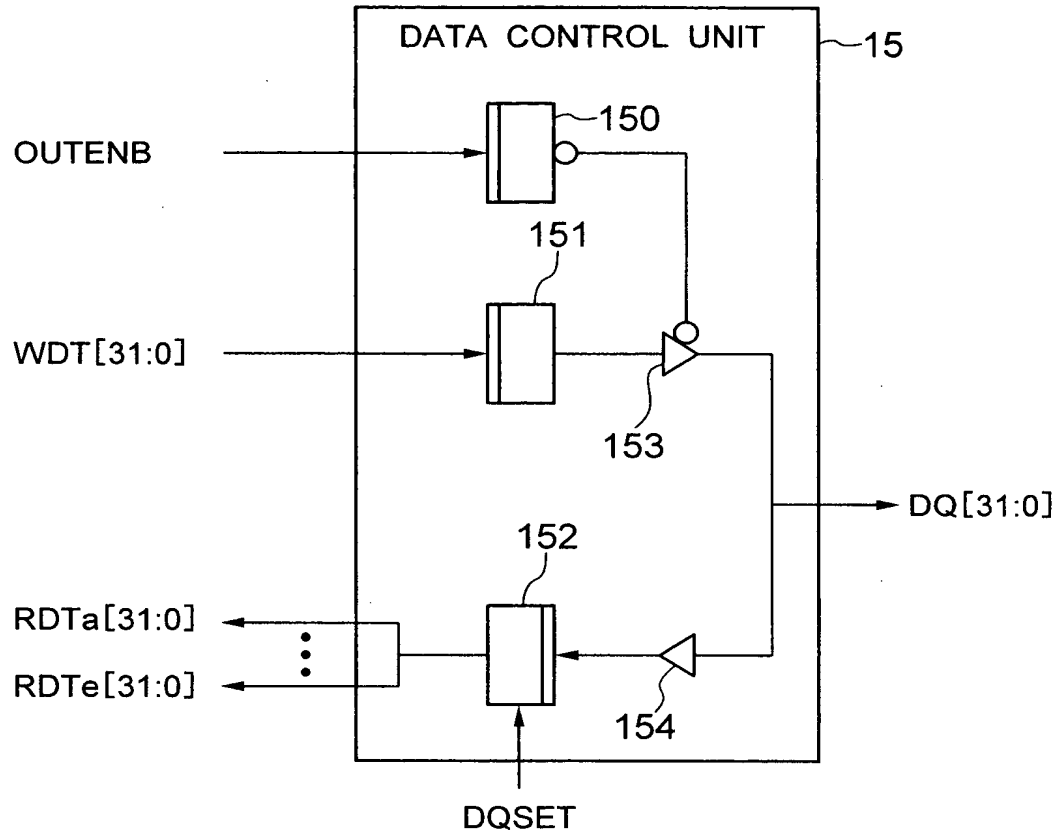 DATA CONTROL UNIT
15
150
OUTENB
151
WDT[31:0]
153
DQ[31:0]
152
RDTa[31:0]
RDTe[31:0]
154
DQSET